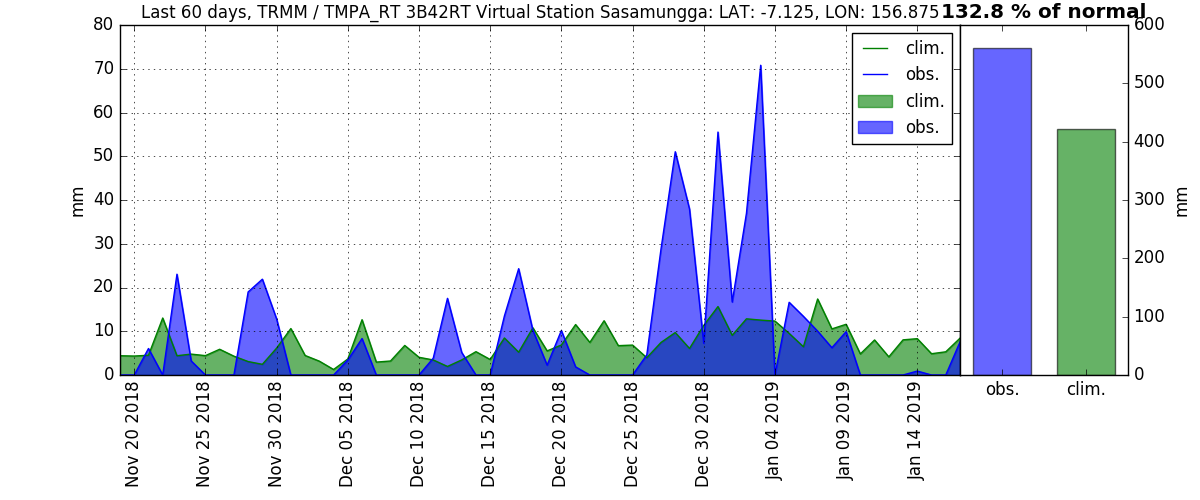 Last 60 days, TRMM / TMPA_RT 3B42RT Virtual Station Sasamungga: LAT: -7.125, LON: 156.875
132.8 % of normal
80
70
60
50
40
30
20
10
0
mm
clim.
obs.
clim.
obs.
600
500
400
300
200
100
0
mm
obs.
clim.
Nov 20 2018
Nov 25 2018
Nov 30 2018
Dec 05 2018
Dec 10 2018
Dec 15 2018
Dec 20 2018
Dec 25 2018
Dec 30 2018
Jan 04 2019
Jan 09 2019
Jan 14 2019